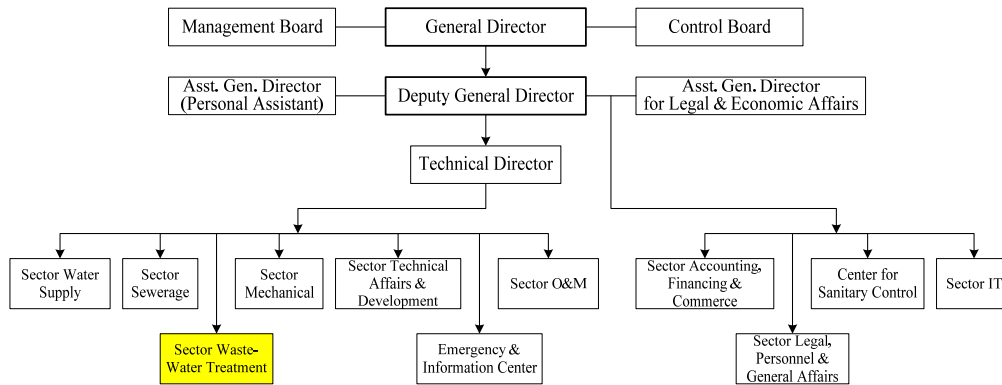 Management Board
General Director
Control Board
Asst. Gen. Director
(Personal Assistant)
Deputy General Director
Asst. Gen. Director
for Legal & Economic Affairs
Technical Director
Sector Water
Supply
Sector
Sewerage
Sector
Mechanical
Sector Technical
Affairs &
Development
Sector O&M
Sector Accounting,
Financing &
Commerce
Center for
Sanitary Control
Sector IT
Sector Waste-
Water Treatment
Emergency &
Information Center
Sector Legal,
Personnel &
General Affairs